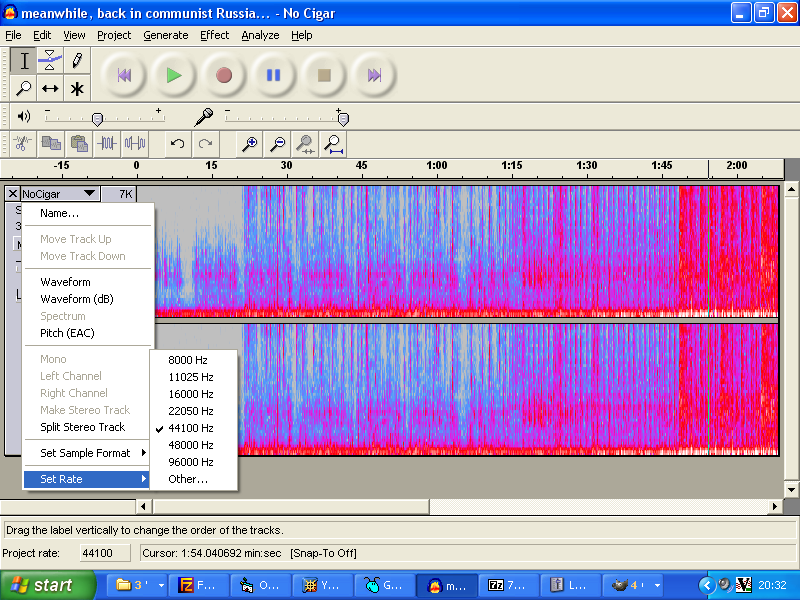 meanwhile, back in communist Russia... - No Cigar
File Edit View Project Generate Effect Analyze Help
- +
- +
-15 0 15 30 45 1:00 1:15 1:30 1:45 2:00
NoCigar 7K
Name...
Move Track Up
Move Track Down
Waveform
Waveform (dB)
Spectrum
Pitch (EAC)
Mono
Left Channel
Right Channel
Make Stereo Track
Split Stereo Track
Set Sample Format
Set Rate
8000 Hz
11025 Hz
16000 Hz
22050 Hz
44100 Hz
48000 Hz
96000 Hz
Other...
Drag the label vertically to change the order of the tracks.
Project rate: 44100 Cursor: 1:54.040692 min:sec [Snap-To Off]
start 3 ' F... O... Y... G... m... 7z 7... L... 4 20:32